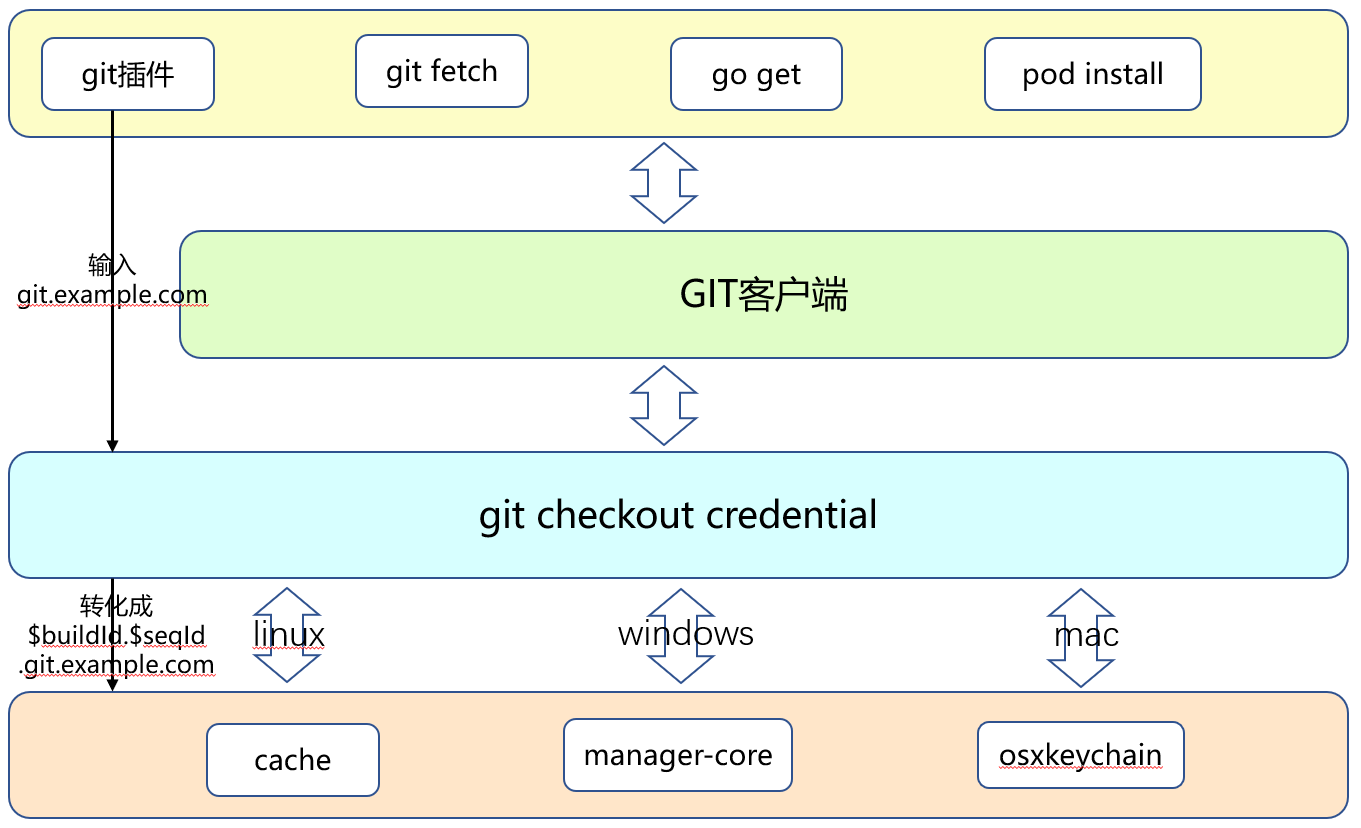 git插件
git fetch
go get
pod install
输入
git.example.com
GIT客户端
git checkout credential
转化成
$buildId.$seqId
.git.example.com
linux
windows
mac
cache
manager-core
osxkeychain